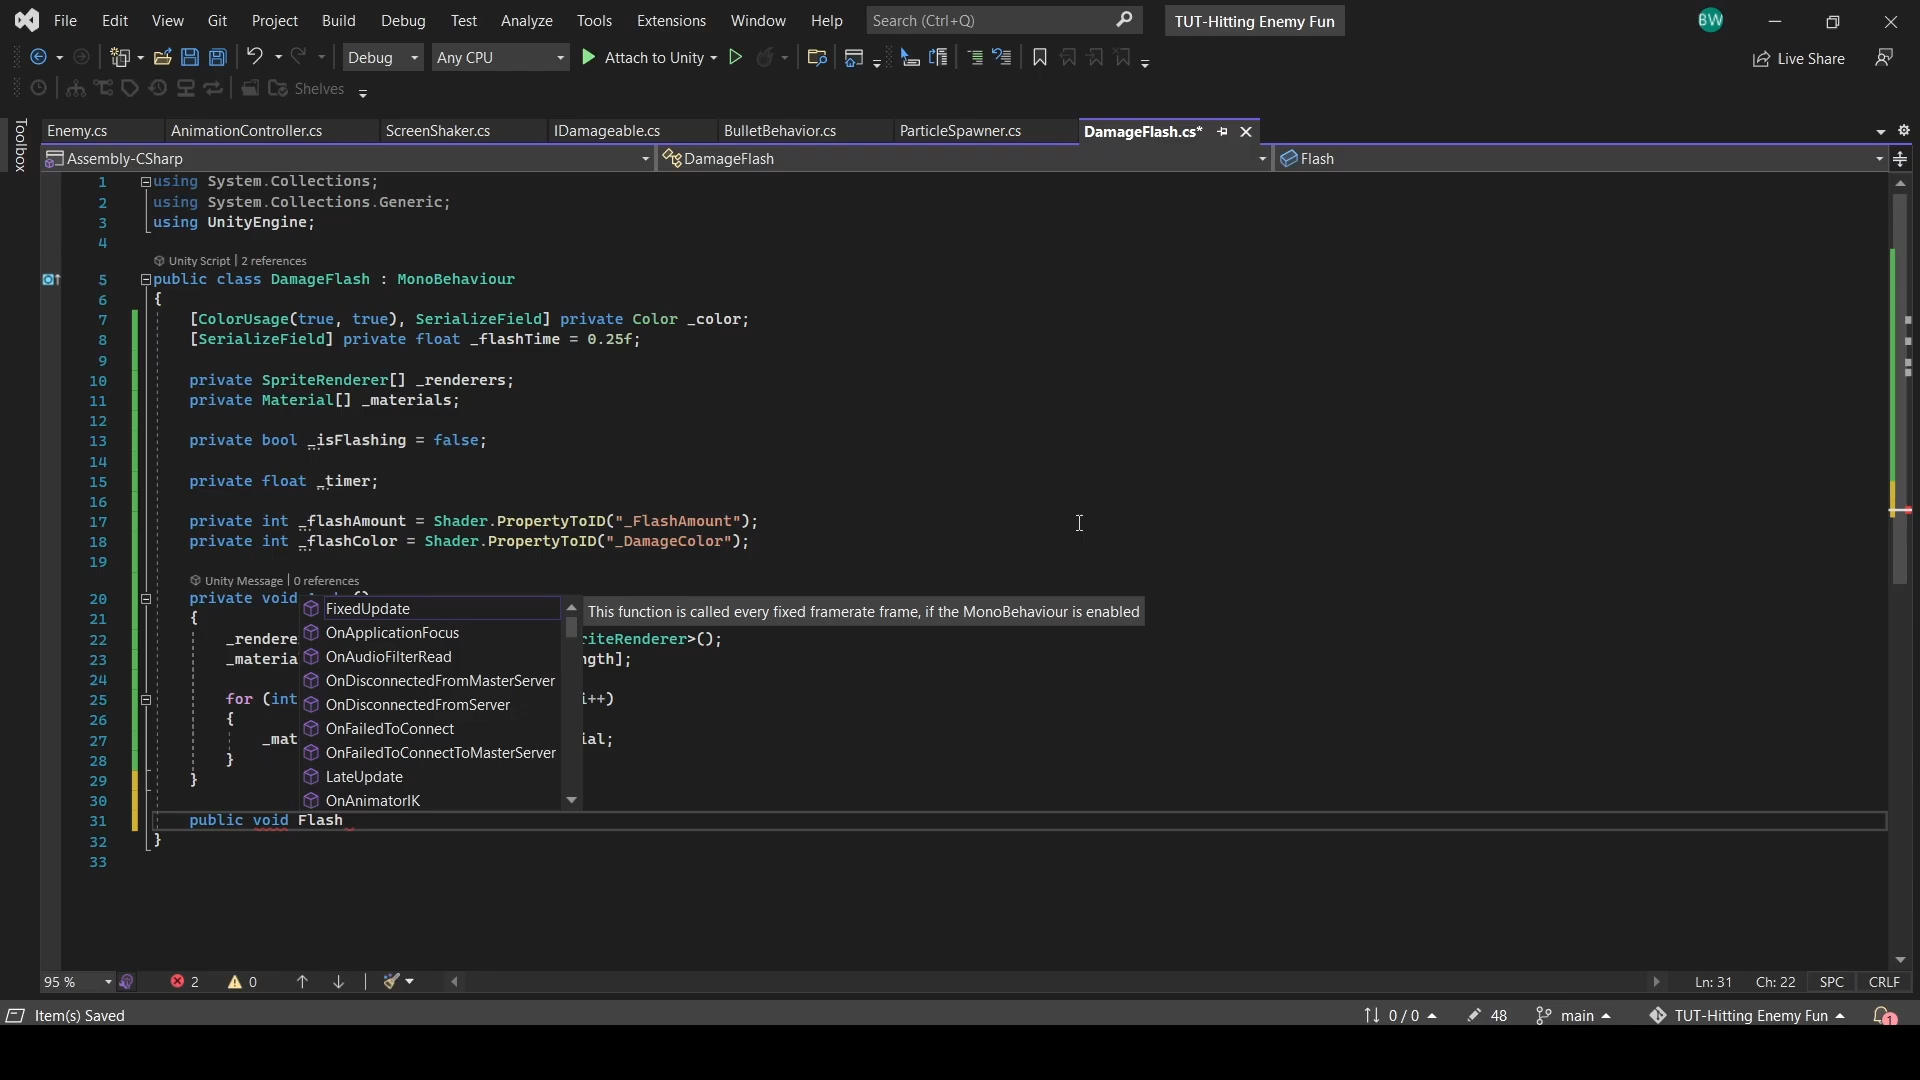 File Edit View Git Project Build Debug Test Analyze Tools Extensions Window Help Search (Ctrl+Q) TUT-Hitting Enemy Fun BW
Debug Any CPU Attach to Unity Live Share
Shelves
Toolbox
Enemy.cs AnimationController.cs ScreenShaker.cs IDamageable.cs BulletBehavior.cs ParticleSpawner.cs DamageFlash.cs*
Assembly-CSharp DamageFlash Flash
1 using System.Collections;
2 using System.Collections.Generic;
3 using UnityEngine;
4
Unity Script | 2 references
5 public class DamageFlash : MonoBehaviour
6 {
7 [ColorUsage(true, true), SerializeField] private Color _color;
8 [SerializeField] private float _flashTime = 0.25f;
9
10 private SpriteRenderer[] _renderers;
11 private Material[] _materials;
12
13 private bool _isFlashing = false;
14
15 private float _timer;
16
17 private int _flashAmount = Shader.PropertyToID("_FlashAmount");
18 private int _flashColor = Shader.PropertyToID("_DamageColor");
19
Unity Message | 0 references
20 private void
FixedUpdate This function is called every fixed framerate frame, if the MonoBehaviour is enabled
21 {
OnApplicationFocus
22 _rendere riteRenderer>();
23 _materia ngth];
OnAudioFilterRead
24
OnDisconnectedFromMasterServer
25 for (int i++)
OnDisconnectedFromServer
26 {
OnFailedToConnect
27 _mat ial;
OnFailedToConnectToMasterServer
28 }
29 }
LateUpdate
30
OnAnimatorIK
31 public void Flash
32 }
33
95 % 2 0 Ln: 31 Ch: 22 SPC CRLF
Item(s) Saved 0 / 0 48 main TUT-Hitting Enemy Fun 1